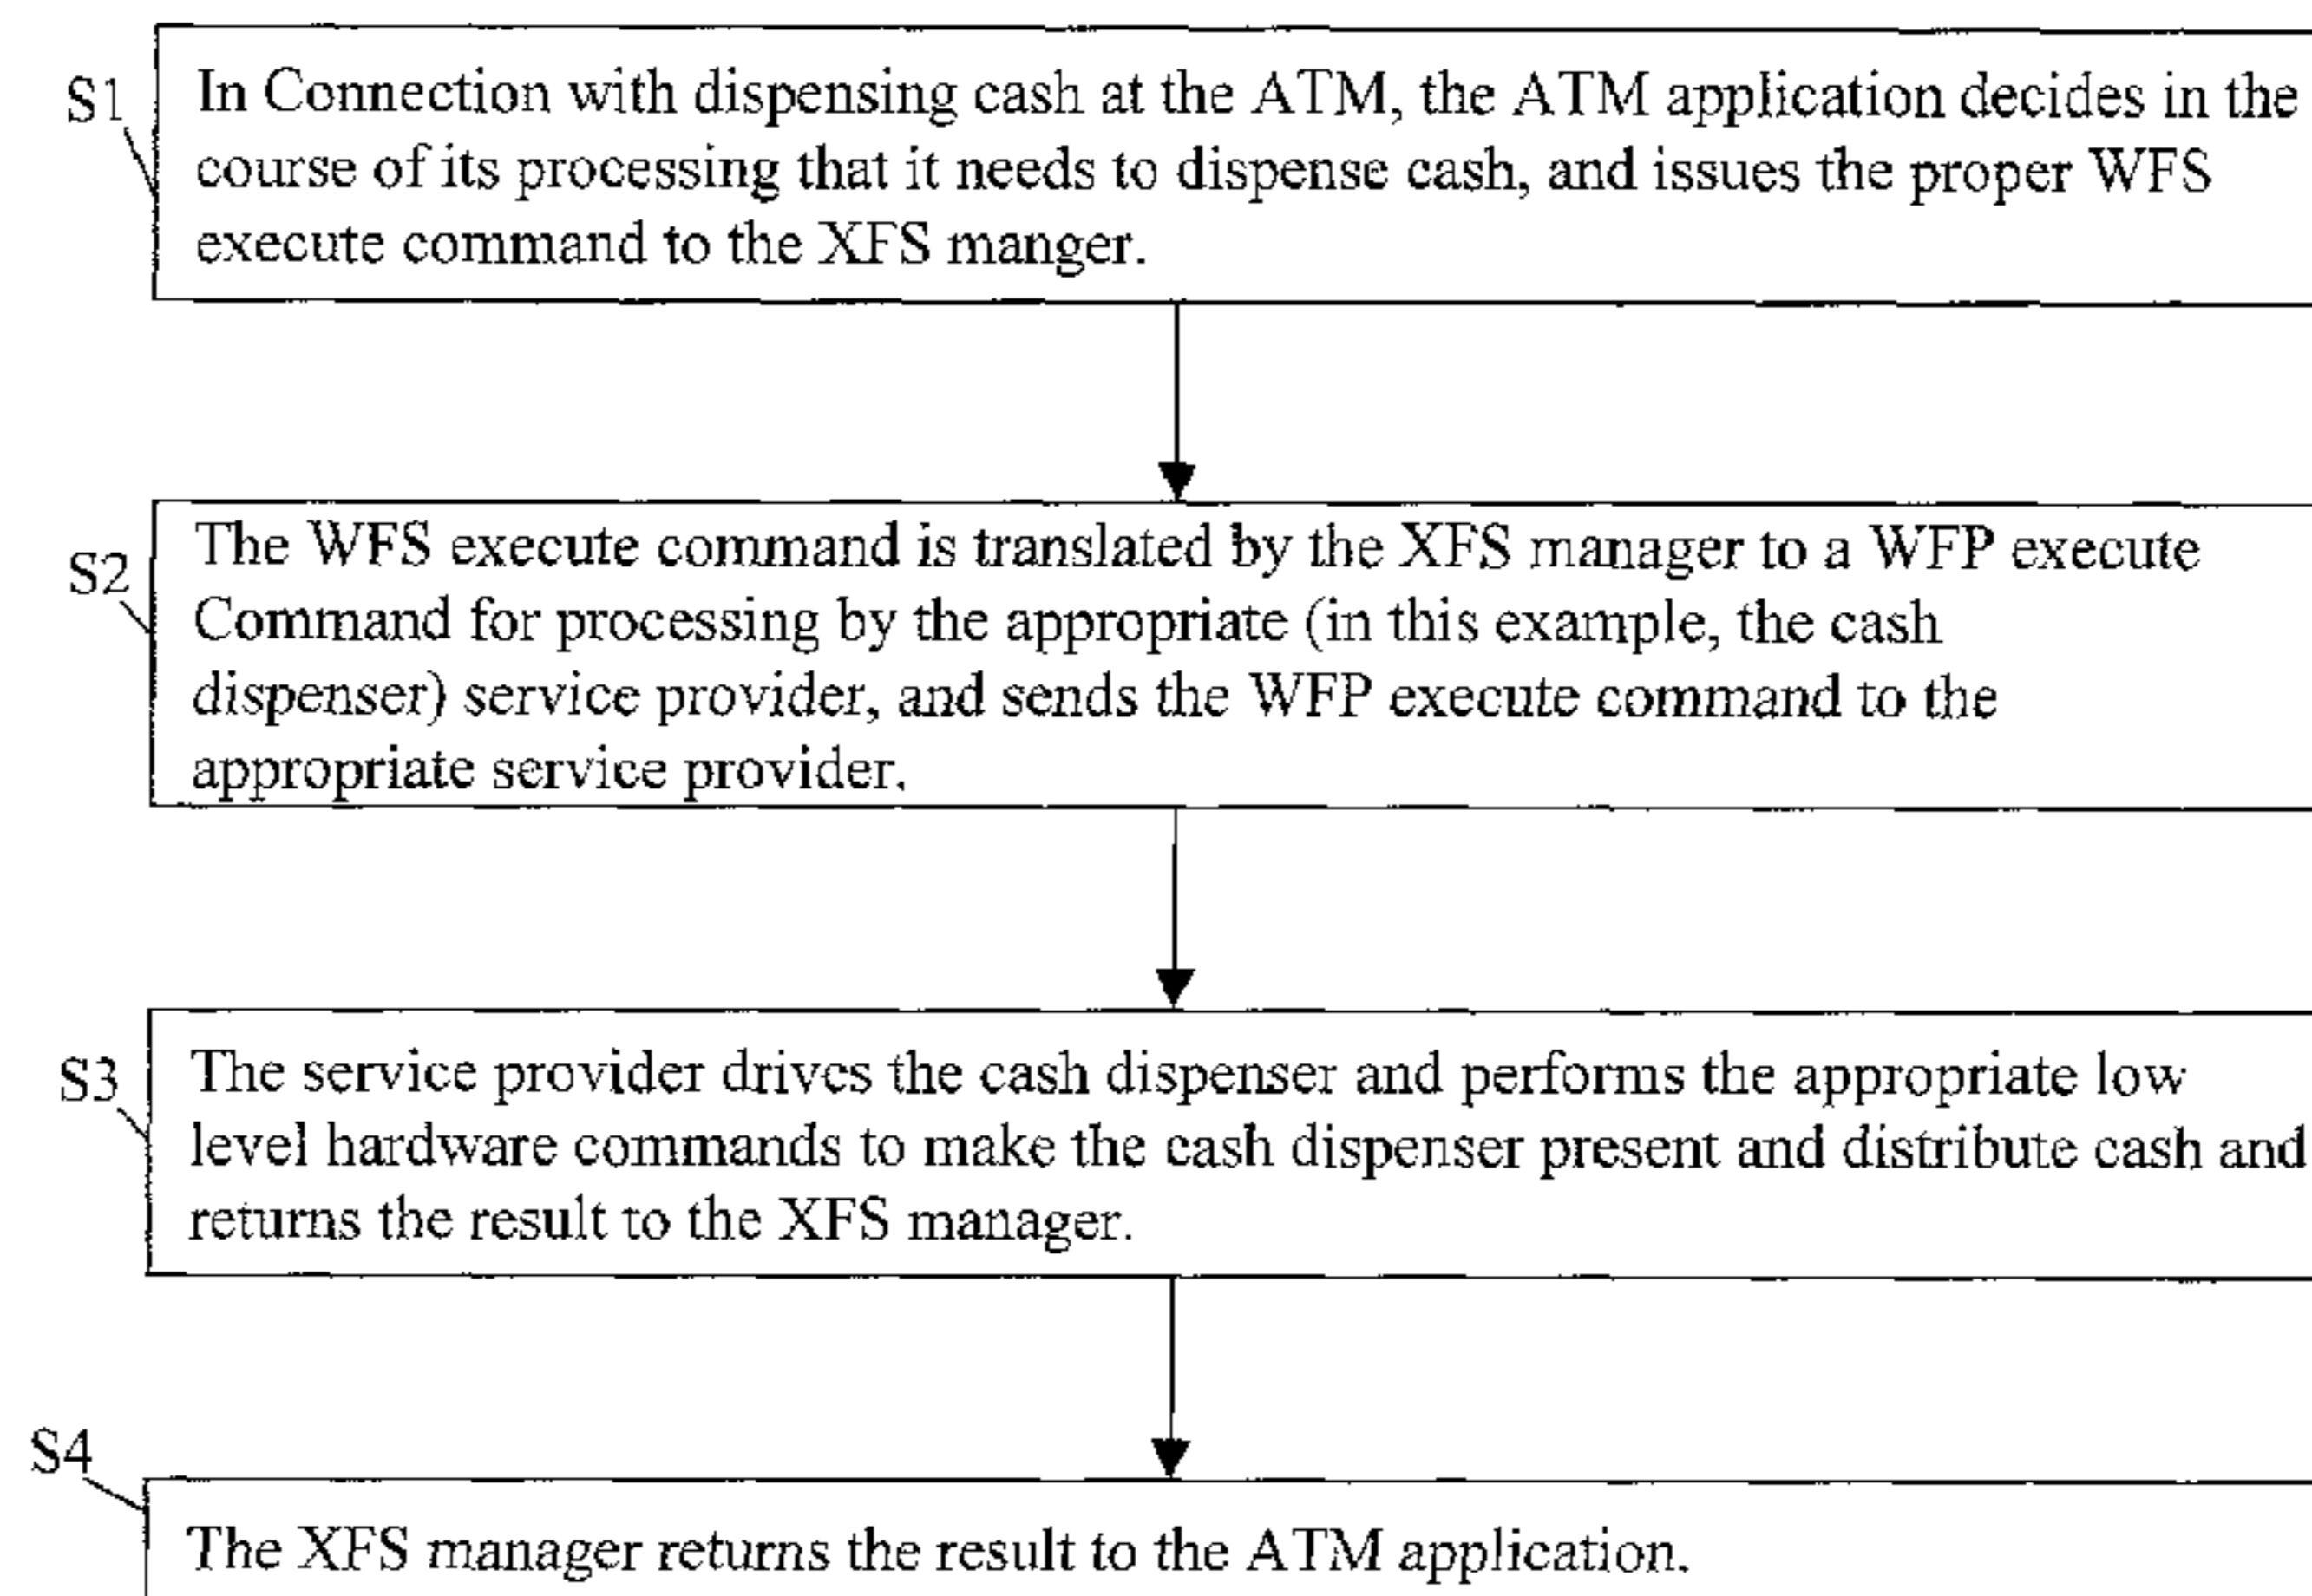 S1
In Connection with dispensing cash at the ATM, the ATM application decides in the
course of its processing that it needs to dispense cash, and issues the proper WFS
execute command to the XFS manger.
S2
The WFS execute command is translated by the XFS manager to a WFP execute
Command for processing by the appropriate (in this example, the cash
dispenser) service provider, and sends the WFP execute command to the
appropriate service provider.
S3
The service provider drives the cash dispenser and performs the appropriate low
level hardware commands to make the cash dispenser present and distribute cash and
returns the result to the XFS manager.
S4
The XFS manager returns the result to the ATM application.